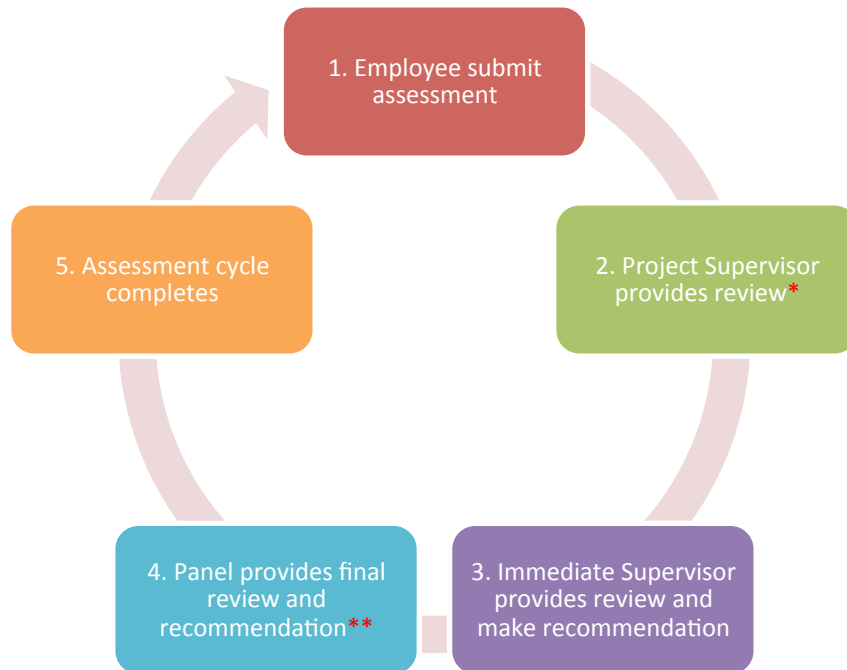 1. Employee submit
assessment
2. Project Supervisor
provides review*
3. Immediate Supervisor
provides review and
make recommendation
4. Panel provides final
review and
recommendation**
5. Assessment cycle
completes